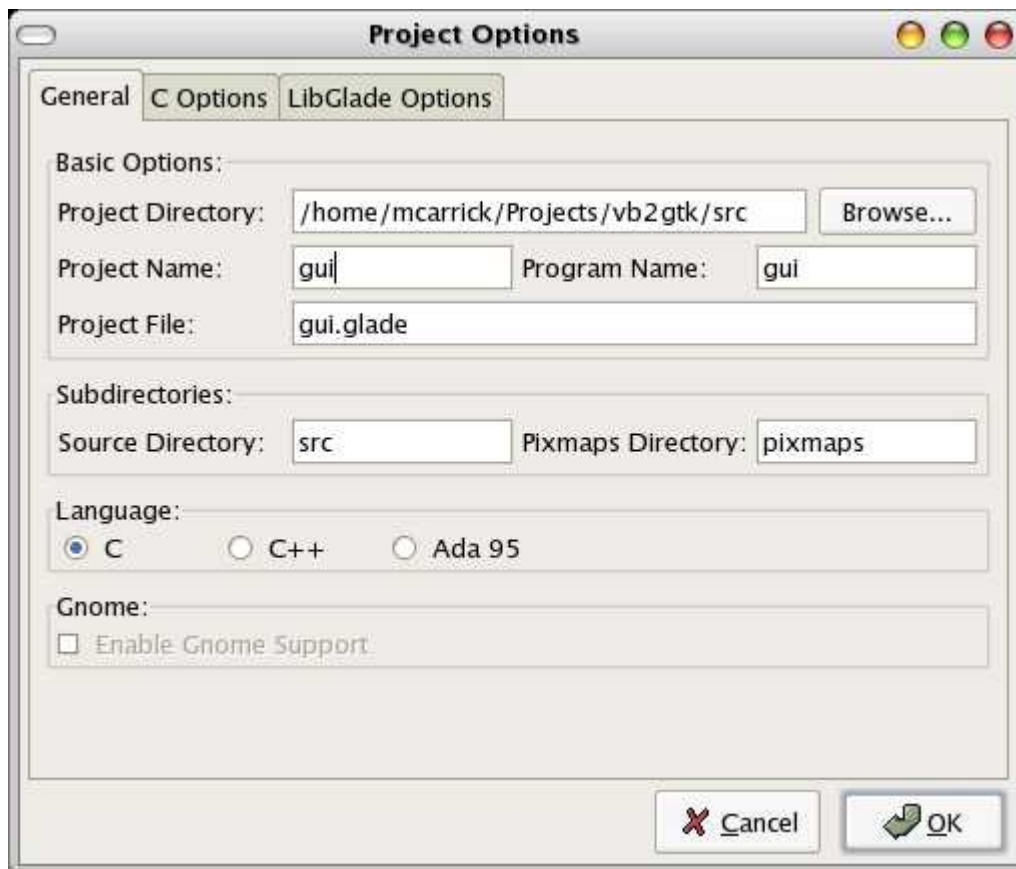 Project Options
General C Options LibGlade Options
Basic Options:
Project Directory: /home/mcarrick/Projects/vb2gtk/src Browse...
Project Name: gui Program Name: gui
Project File: gui.glade
Subdirectories:
Source Directory: src Pixmaps Directory: pixmaps
Language:
C C++ Ada 95
Gnome:
Enable Gnome Support
Cancel OK